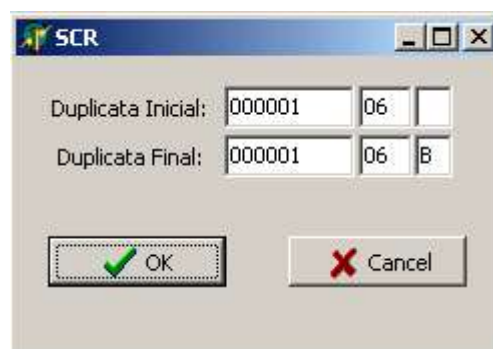 SCR
Duplicata Inicial: 000001 06
Duplicata Final: 000001 06 B
OK Cancel